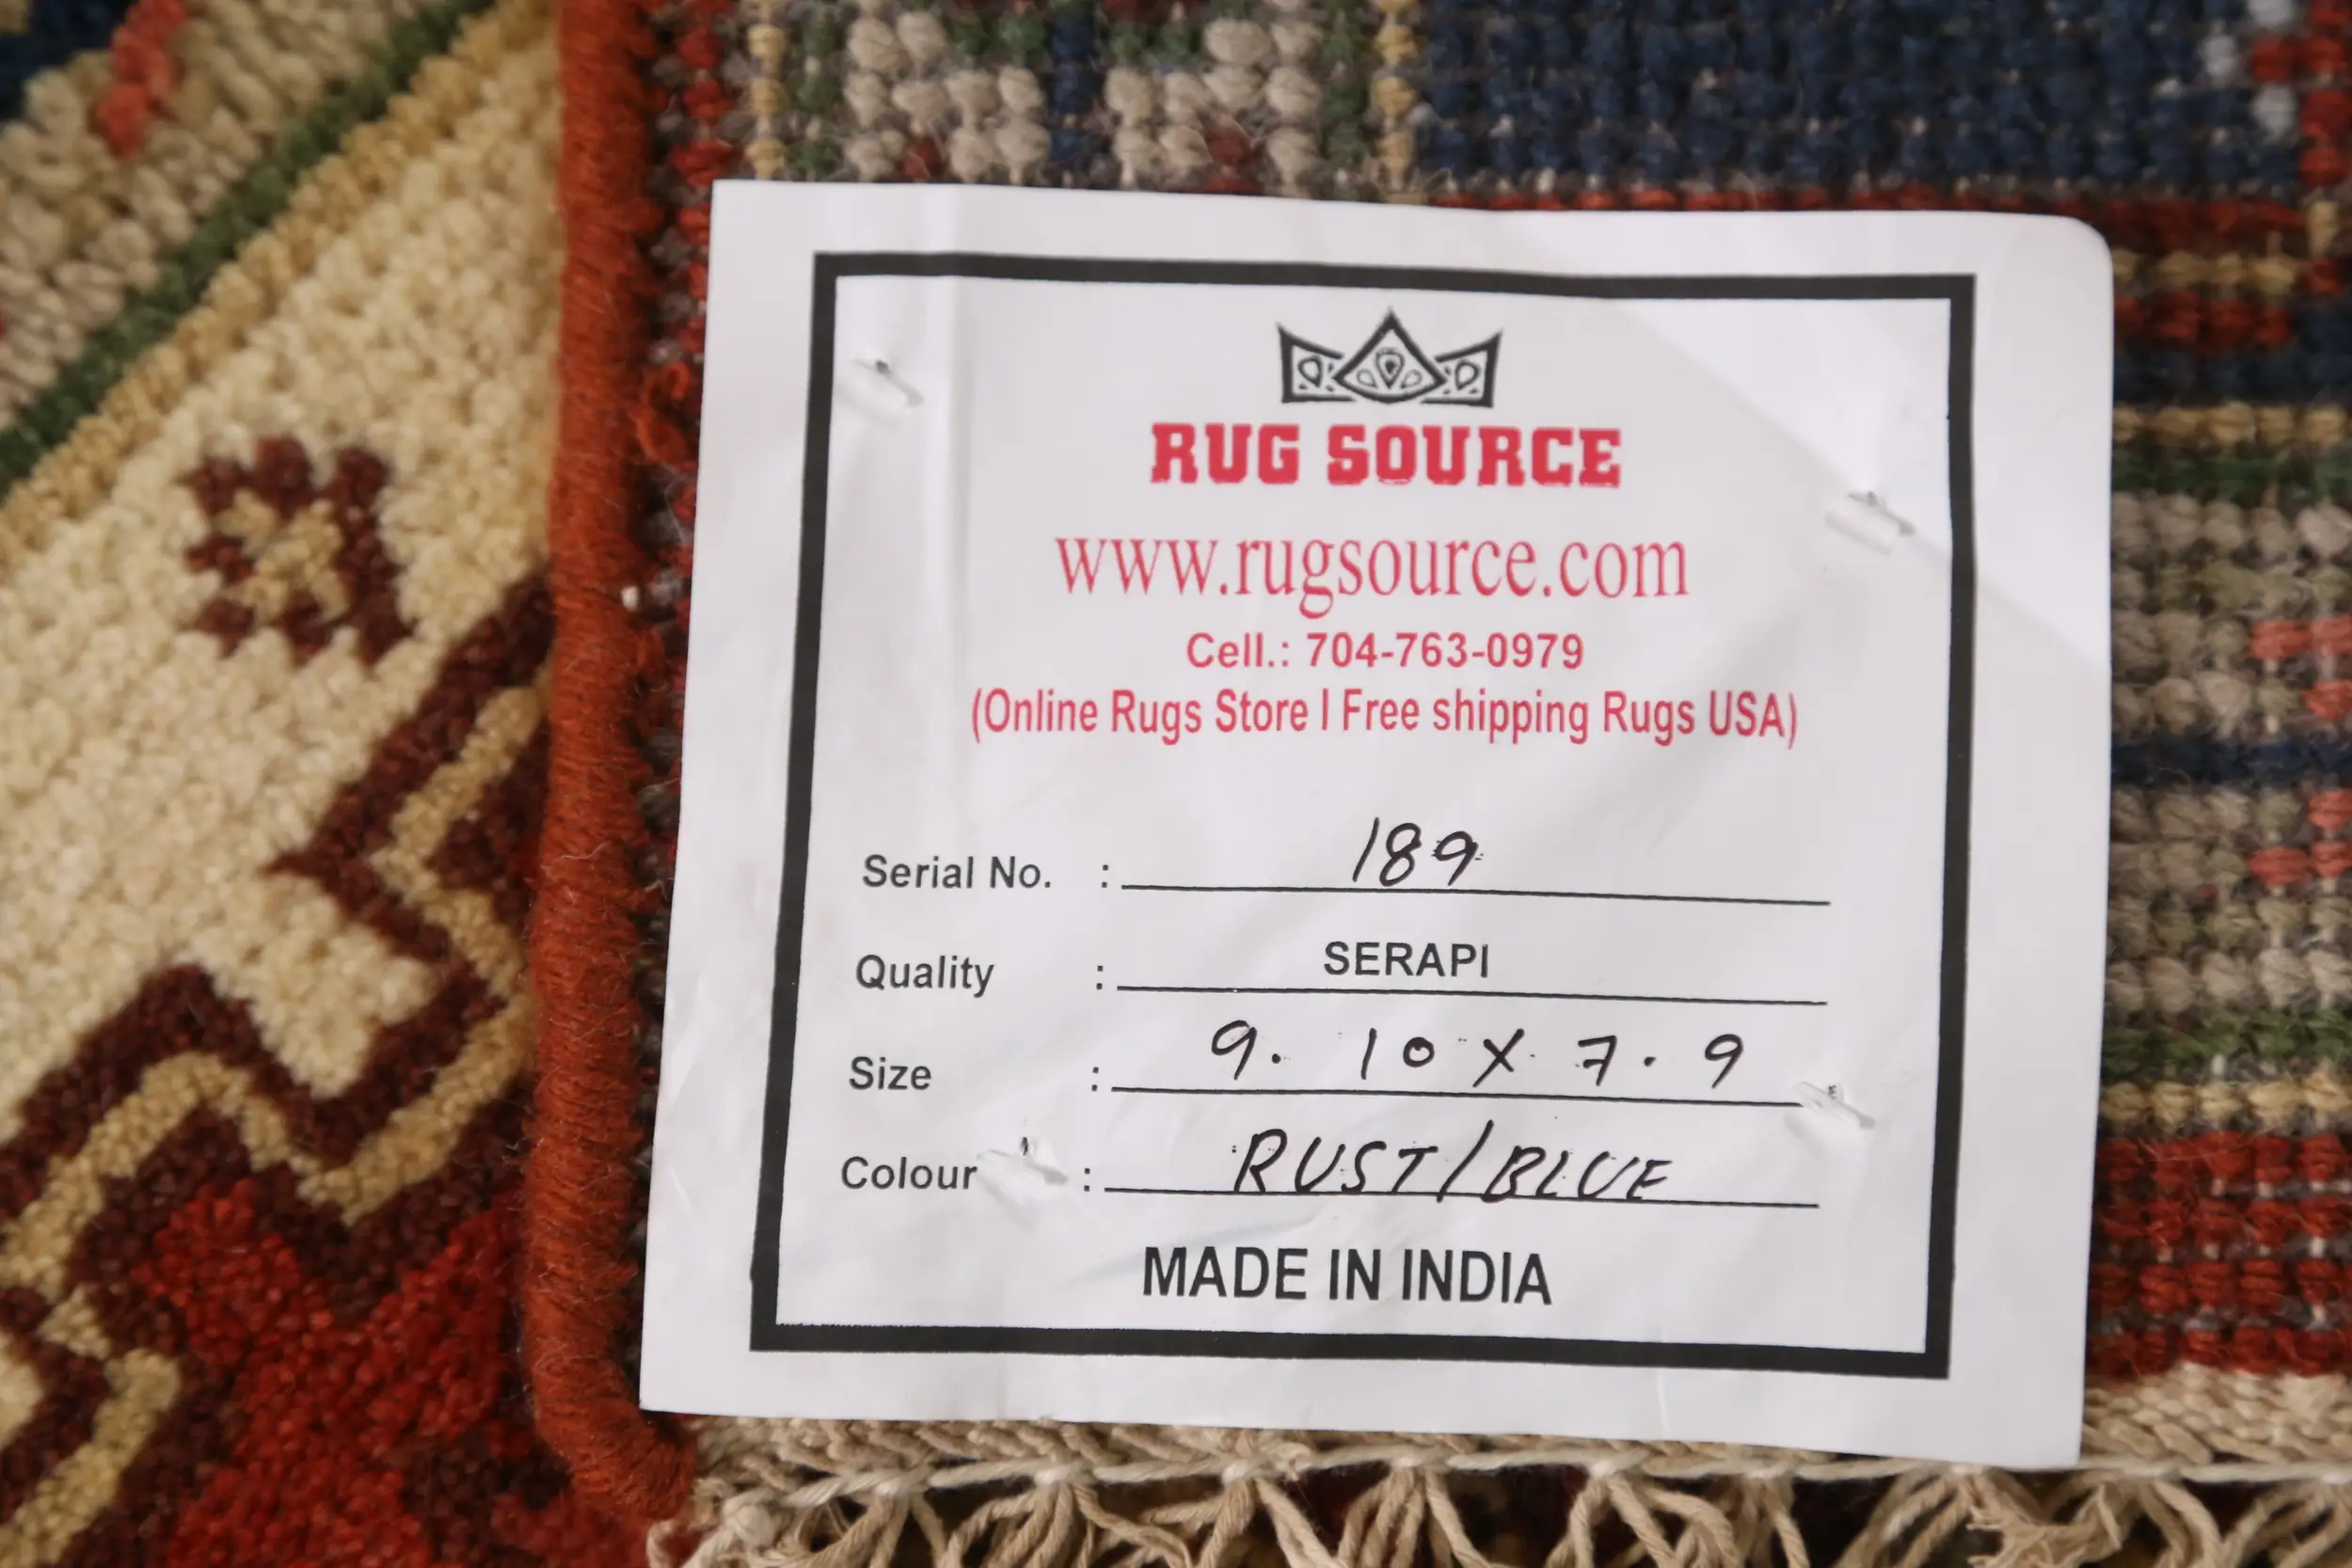 RUG SOURCE
www.rugsource.com
Cell.: 704-763-0979
(Online Rugs Store I Free shipping Rugs USA)
Serial No. : 189
Quality : SERAPI
Size : 9. 10 X 7. 9
Colour : RUST/BLUE
MADE IN INDIA